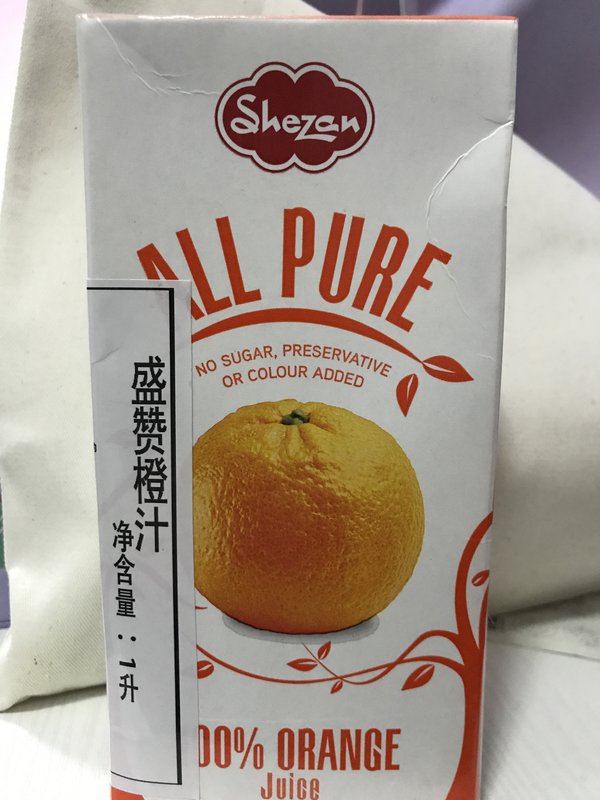 Shezan
ALL PURE
NO SUGAR, PRESERVATIVE
OR COLOUR ADDED
盛赞橙汁
净含量：1升
00% ORANGE
Juice